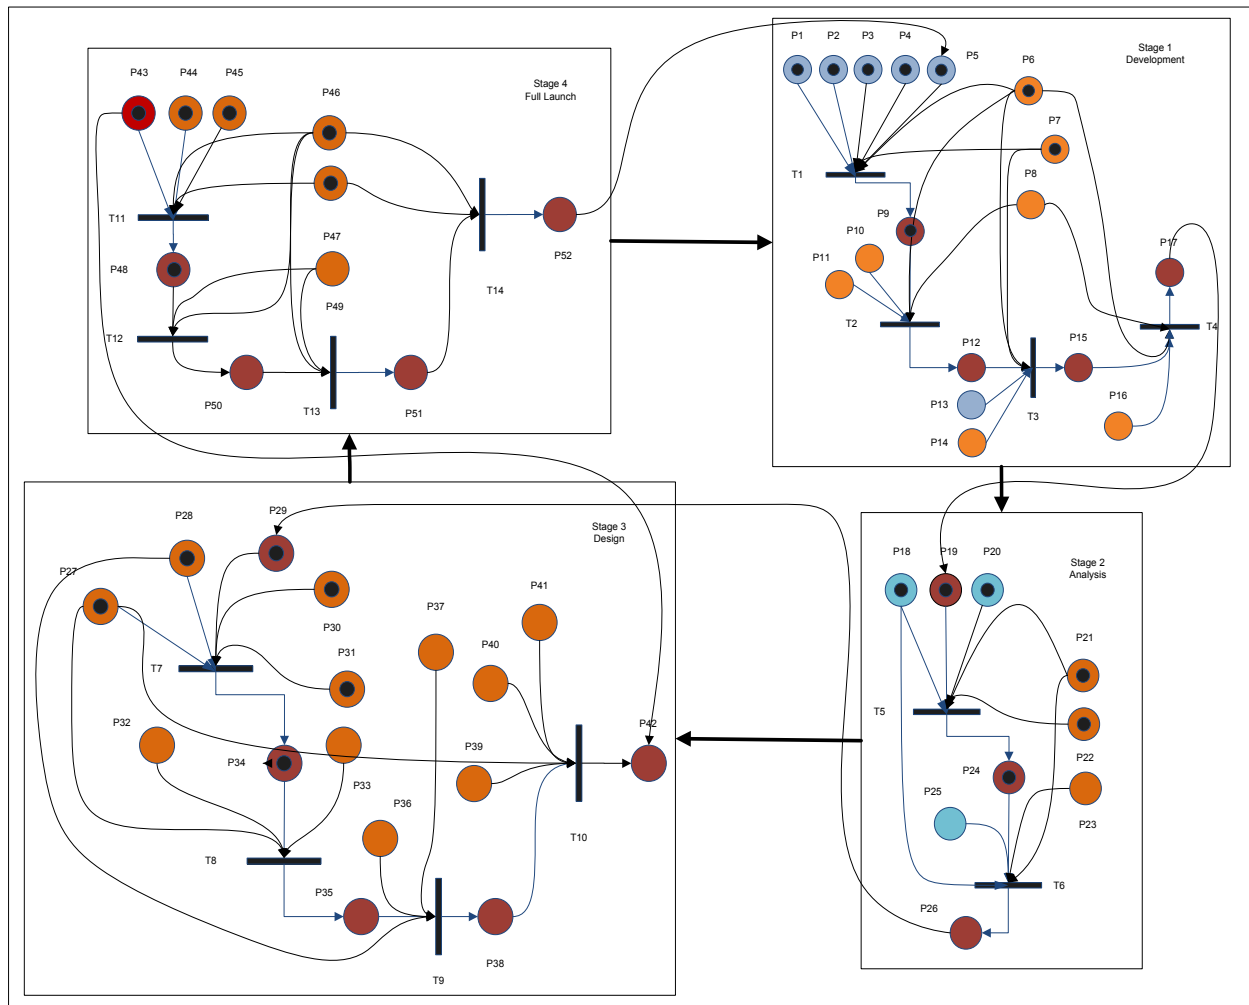 Stage 4
Full Launch
P43
P44
P45
P46
T11
P47
P48
P49
T12
P50
T13
P51
T14
P52
Stage 1
Development
P1
P2
P3
P4
P5
P6
P7
T1
P8
P9
P10
P11
T2
P12
P13
P14
T3
P15
P16
P17
T4
Stage 3
Design
P27
P28
P29
P30
P31
T7
P32
P33
P34
T8
P35
P36
P37
T9
P38
P39
P40
P41
T10
P42
Stage 2
Analysis
P18
P19
P20
P21
T5
P22
P23
P24
P25
T6
P26